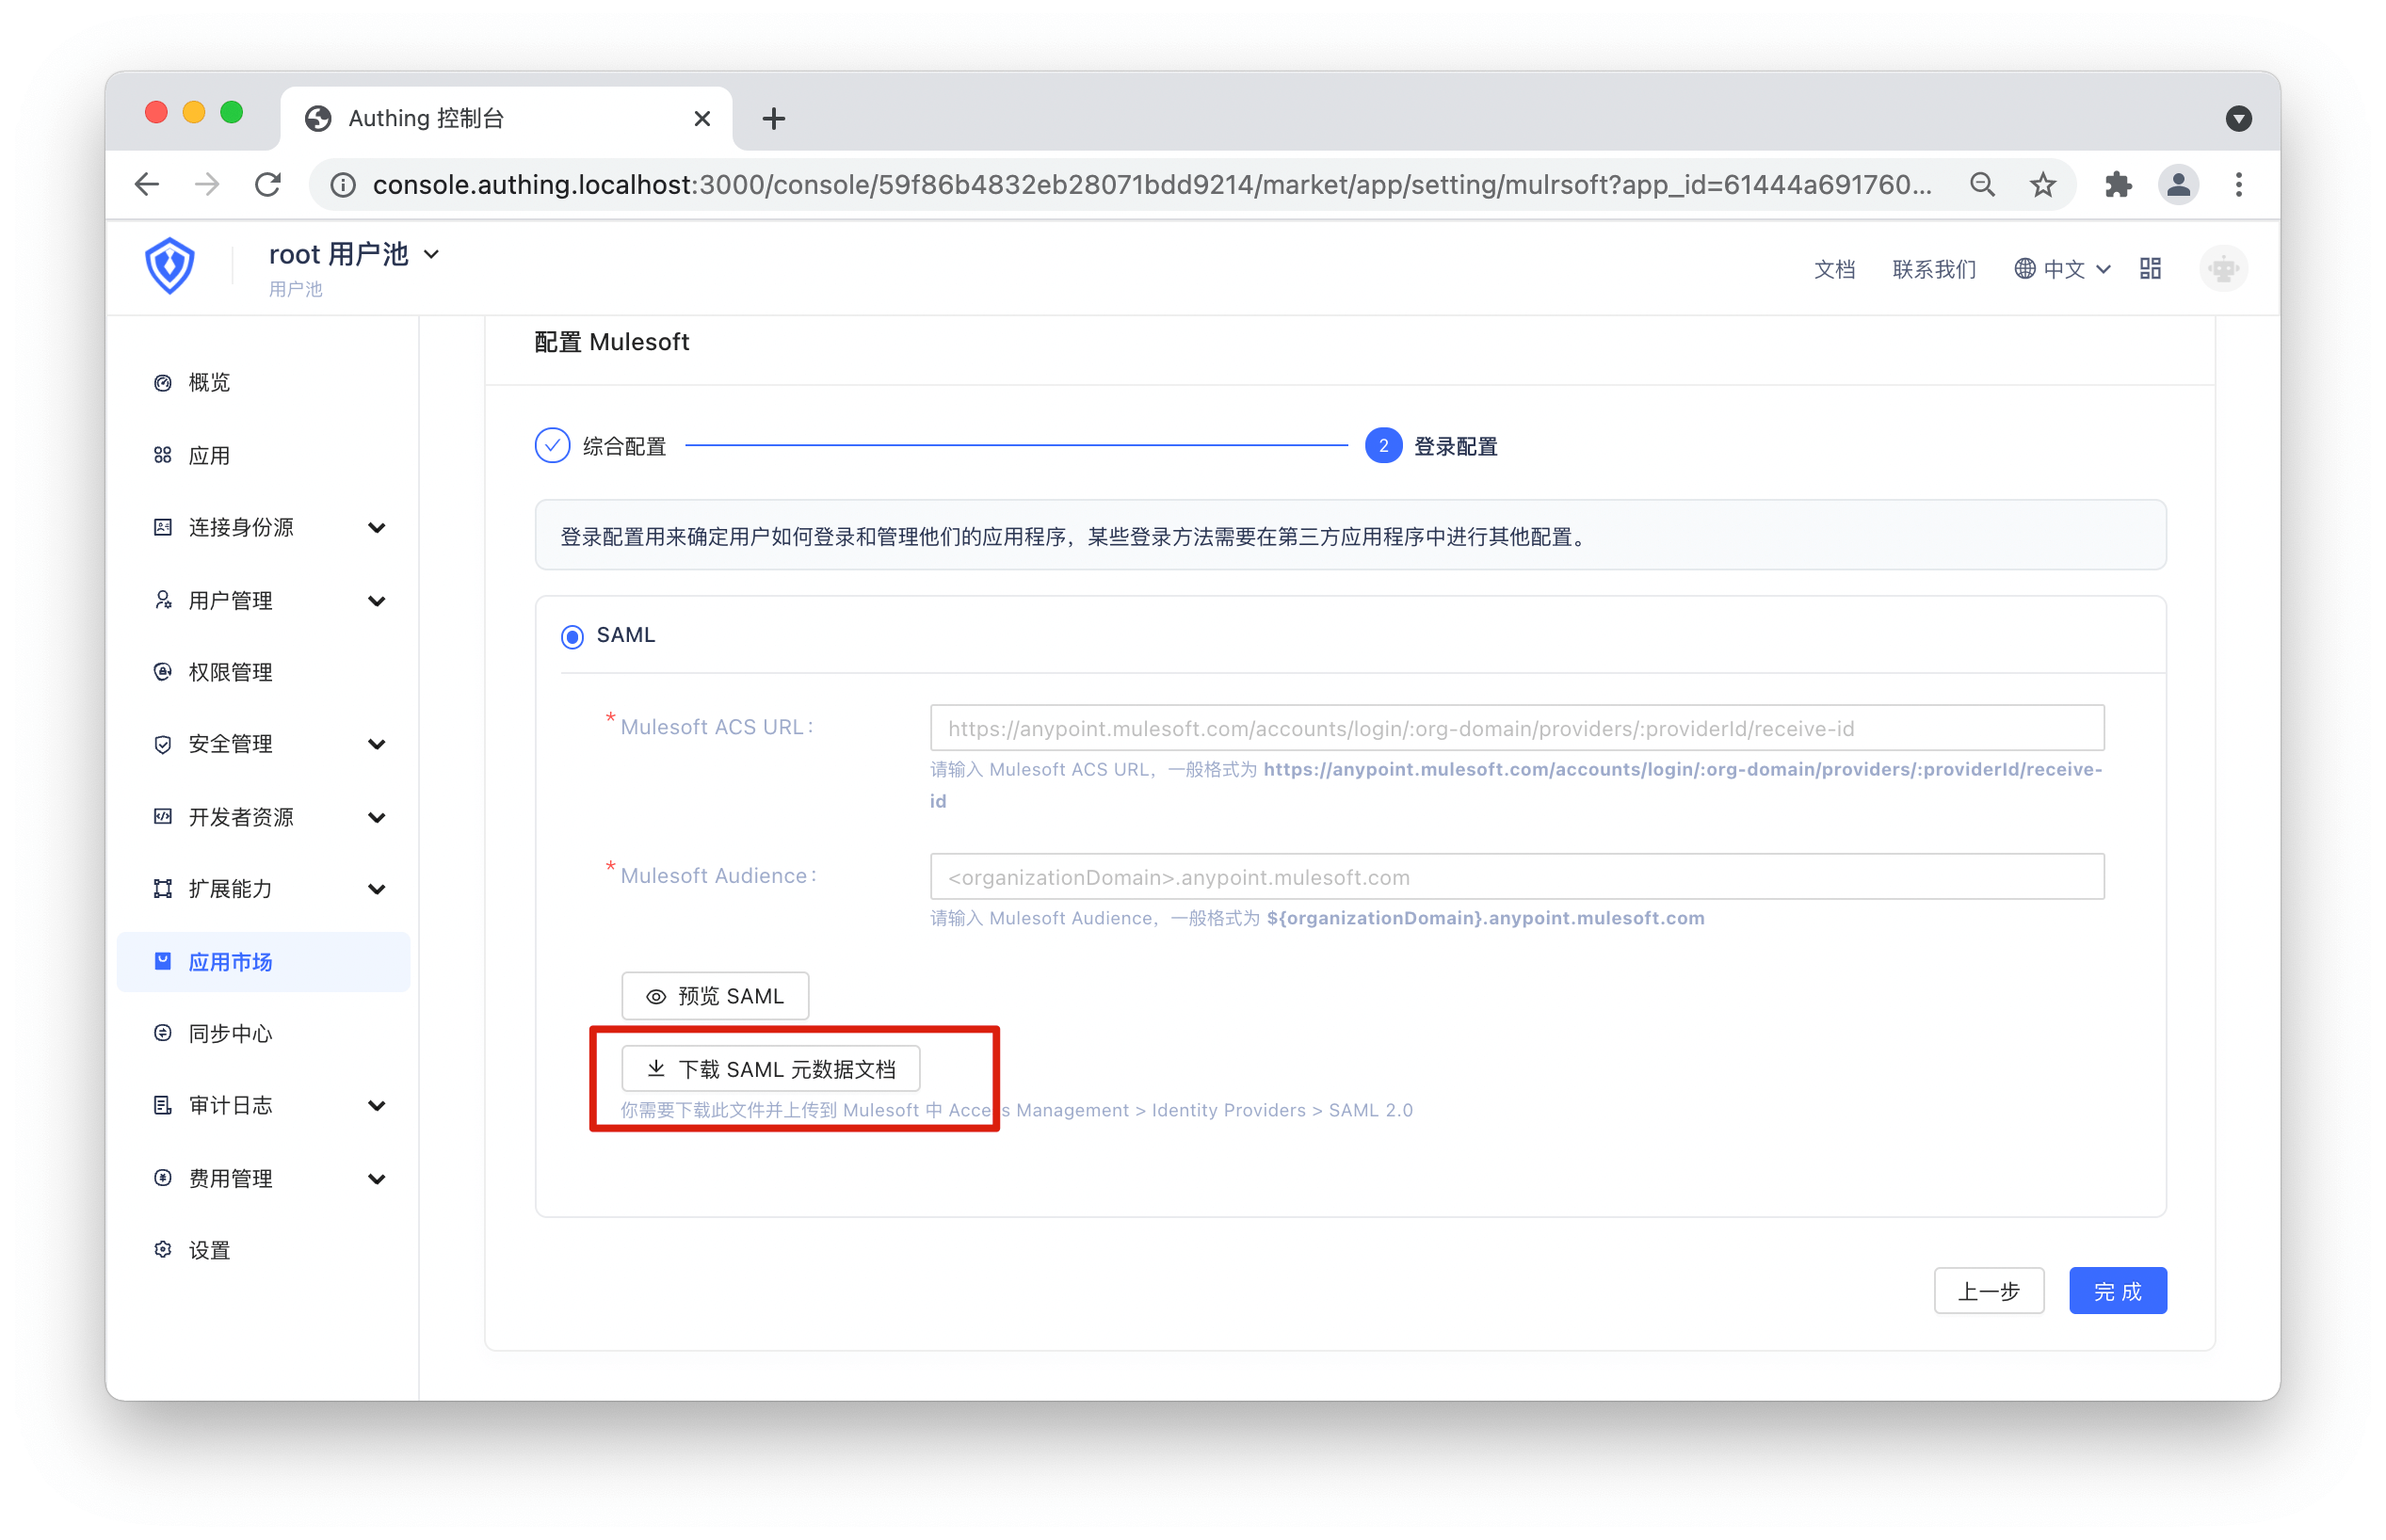 Authing 控制台
console.authing.localhost:3000/console/59f86b4832eb28071bdd9214/market/app/setting/mulrsoft?app_id=61444a691760...
root 用户池
用户池
文档
联系我们
中文
概览
应用
连接身份源
用户管理
权限管理
安全管理
开发者资源
扩展能力
应用市场
同步中心
审计日志
费用管理
设置
配置 Mulesoft
综合配置
2 登录配置
登录配置用来确定用户如何登录和管理他们的应用程序，某些登录方法需要在第三方应用程序中进行其他配置。
SAML
* Mulesoft ACS URL：
https://anypoint.mulesoft.com/accounts/login/:org-domain/providers/:providerId/receive-id
请输入 Mulesoft ACS URL，一般格式为 https://anypoint.mulesoft.com/accounts/login/:org-domain/providers/:providerId/receive-
id
* Mulesoft Audience：
<organizationDomain>.anypoint.mulesoft.com
请输入 Mulesoft Audience，一般格式为 ${organizationDomain}.anypoint.mulesoft.com
预览 SAML
下载 SAML 元数据文档
你需要下载此文件并上传到 Mulesoft 中 Access Management > Identity Providers > SAML 2.0
上一步
完 成